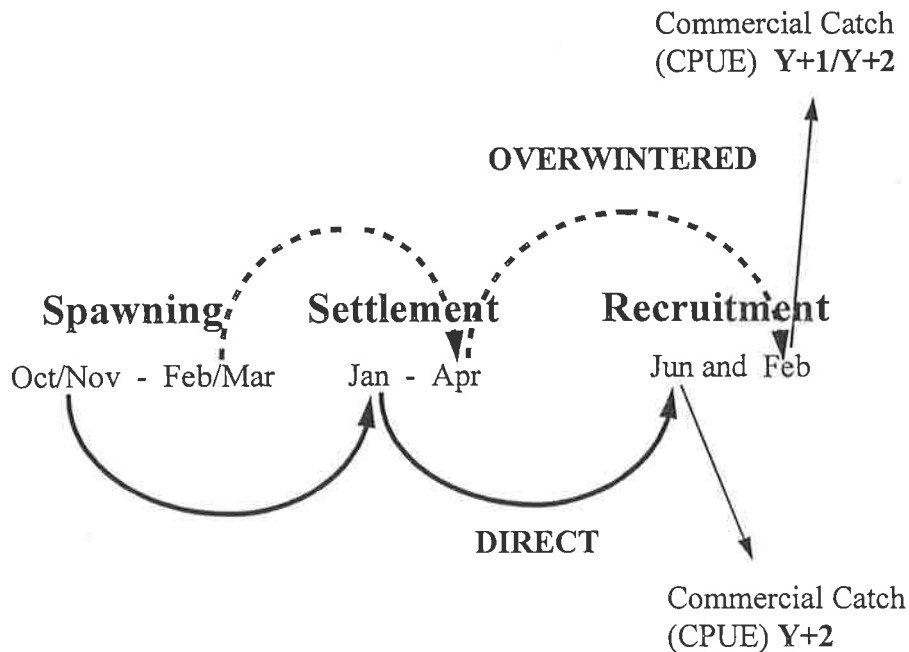 Commercial Catch
(CPUE) Y+1/Y+2
OVERWINTERED
Spawning
Settlement
Recruitment
Oct/Nov - Feb/Mar
Jan - Apr
Jun and Feb
DIRECT
Commercial Catch
(CPUE) Y+2